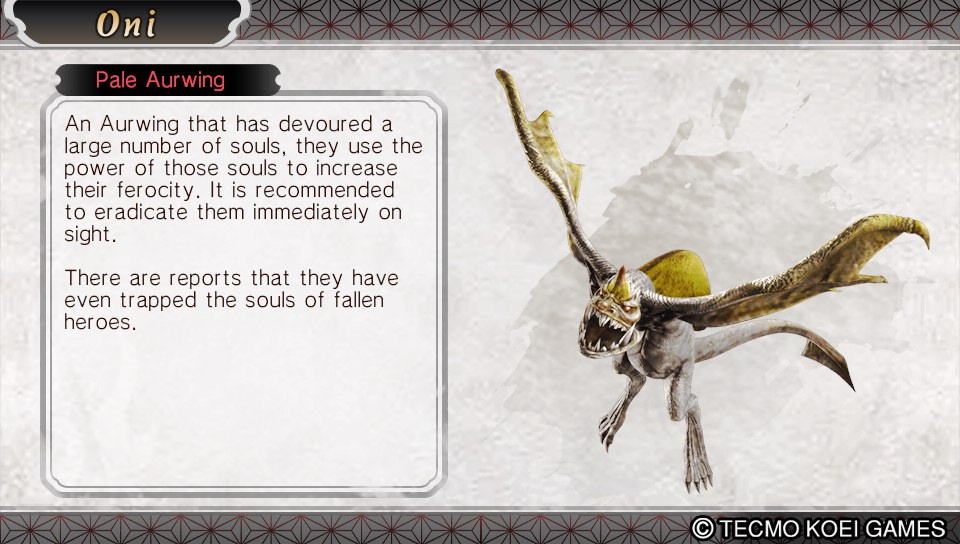 Oni
Pale Aurwing
An Aurwing that has devoured a
large number of souls, they use the
power of those souls to increase
their ferocity. It is recommended
to eradicate them immediately on
sight.
There are reports that they have
even trapped the souls of fallen
heroes.
© TECMO KOEI GAMES